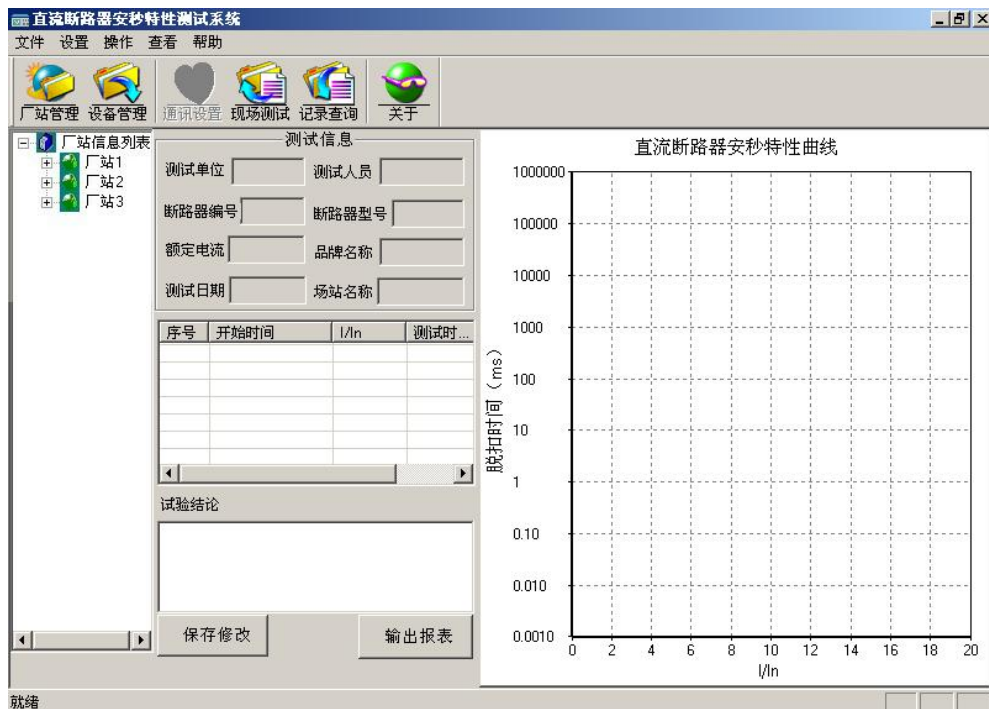 直流断路器安秒特性测试系统
文件 设置 操作 查看 帮助
厂站管理 设备管理 通讯设置 现场测试 记录查询 关于
厂站信息列表
厂站1
厂站2
厂站3
测试信息
测试单位 测试人员
断路器编号 断路器型号
额定电流 品牌名称
测试日期 场站名称
序号 开始时间 I/In 测试时...
试验结论
保存修改 输出报表
直流断路器安秒特性曲线
脱扣时间（ms）
1000000
100000
10000
1000
100
10
1
0.10
0.010
0.0010
0 2 4 6 8 10 12 14 16 18 20
I/In
就绪